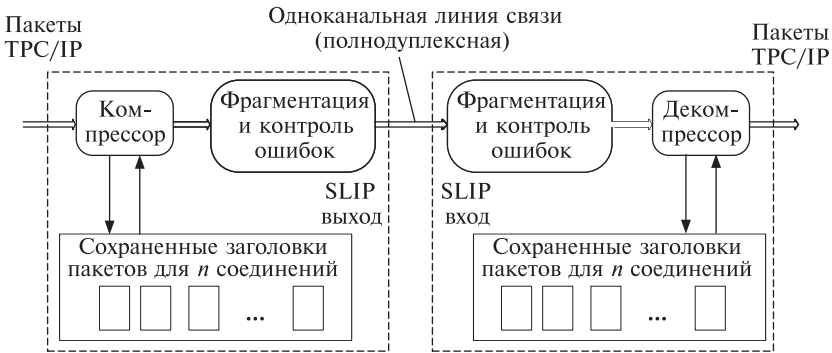 Одноканальная линия связи
(полнодуплексная)
Пакеты
TPC/IP
Пакеты
TPC/IP
Ком-
прессор
Фрагментация
и контроль
ошибок
Фрагментация
и контроль
ошибок
Деком-
прессор
SLIP
выход
SLIP
вход
Сохраненные заголовки
пакетов для n соединений
...
Сохраненные заголовки
пакетов для n соединений
...